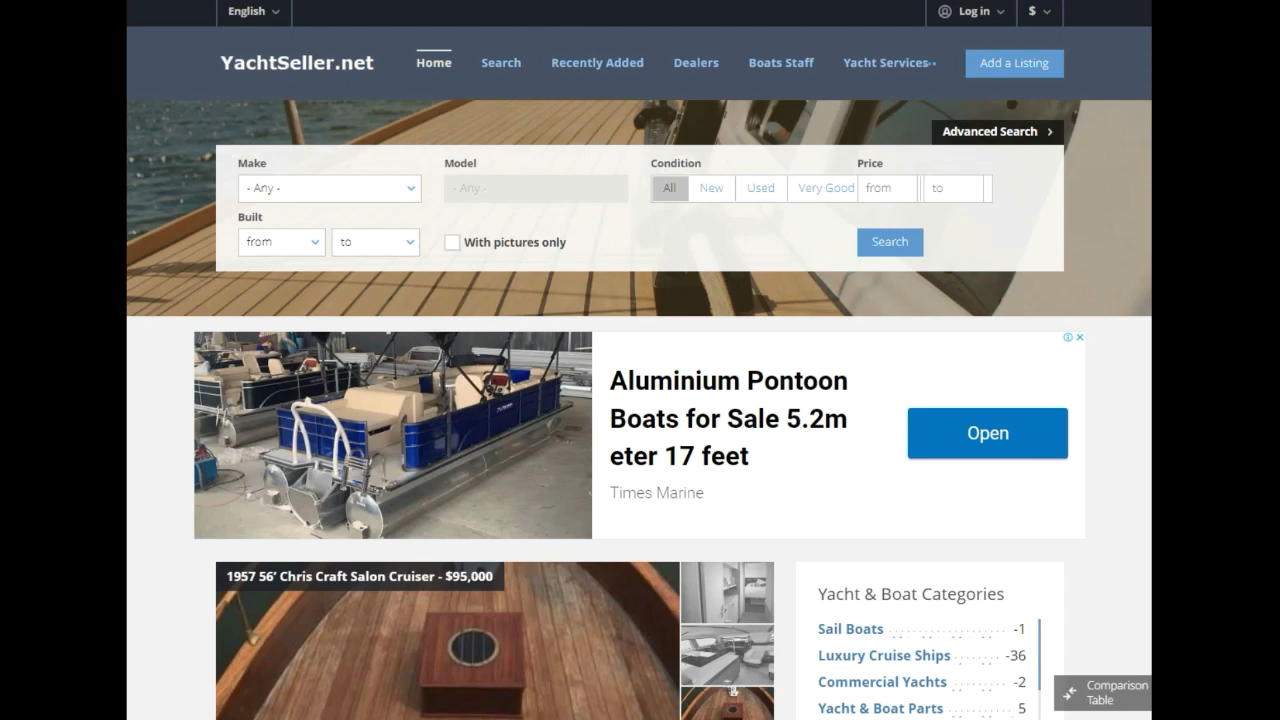 English
Log in
$
YachtSeller.net
Home
Search
Recently Added
Dealers
Boats Staff
Yacht Services
Add a Listing
Advanced Search
Make
Model
Condition
Price
- Any -
- Any -
All
New
Used
Very Good
from
to
Built
from
to
With pictures only
Search
Aluminium Pontoon
Boats for Sale 5.2m
eter 17 feet
Times Marine
Open
1957 56' Chris Craft Salon Cruiser - $95,000
Yacht & Boat Categories
Sail Boats -1
Luxury Cruise Ships -36
Commercial Yachts -2
Yacht & Boat Parts 5
Comparison
Table